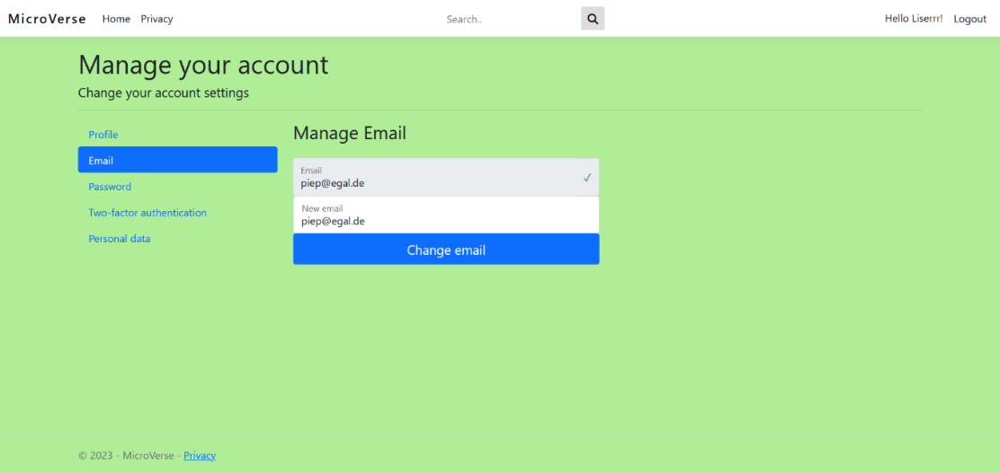 MicroVerse Home Privacy Search.. Hello Liserrr! Logout
Manage your account
Change your account settings
Profile
Email
Password
Two-factor authentication
Personal data
Manage Email
Email
piep@egal.de
New email
piep@egal.de
Change email
© 2023 - MicroVerse - Privacy